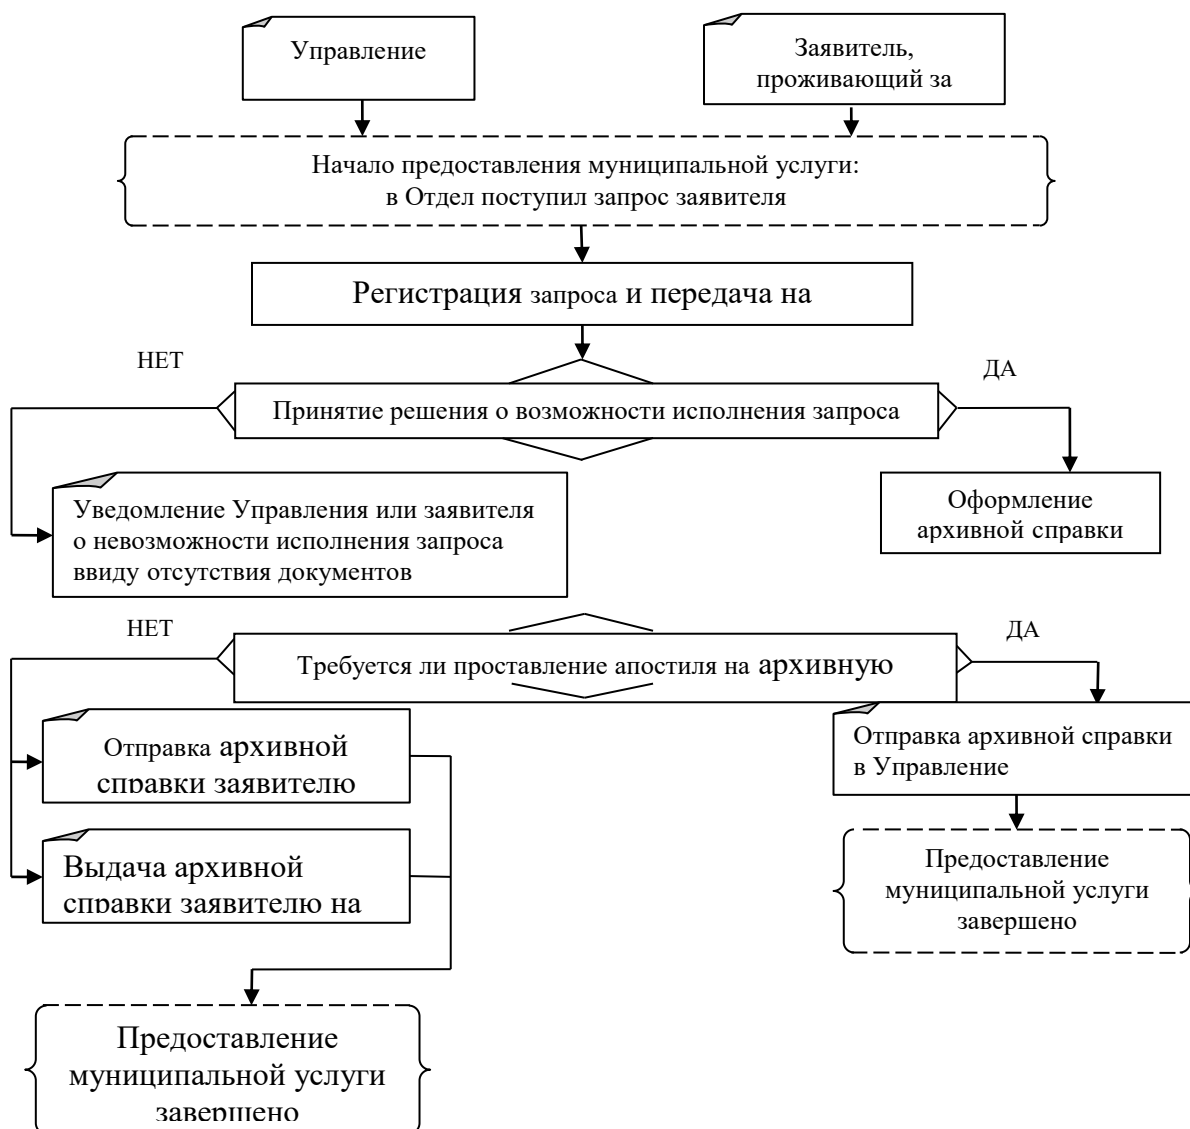 Управление
Заявитель,
проживающий за
Начало предоставления муниципальной услуги:
в Отдел поступил запрос заявителя
Регистрация запроса и передача на
НЕТ
ДА
Принятие решения о возможности исполнения запроса
Уведомление Управления или заявителя
о невозможности исполнения запроса
ввиду отсутствия документов
Оформление
архивной справки
НЕТ
ДА
Требуется ли проставление апостиля на архивную
Отправка архивной
справки заявителю
Отправка архивной справки
в Управление
Выдача архивной
справки заявителю на
Предоставление
муниципальной услуги
завершено
Предоставление
муниципальной услуги
завершено